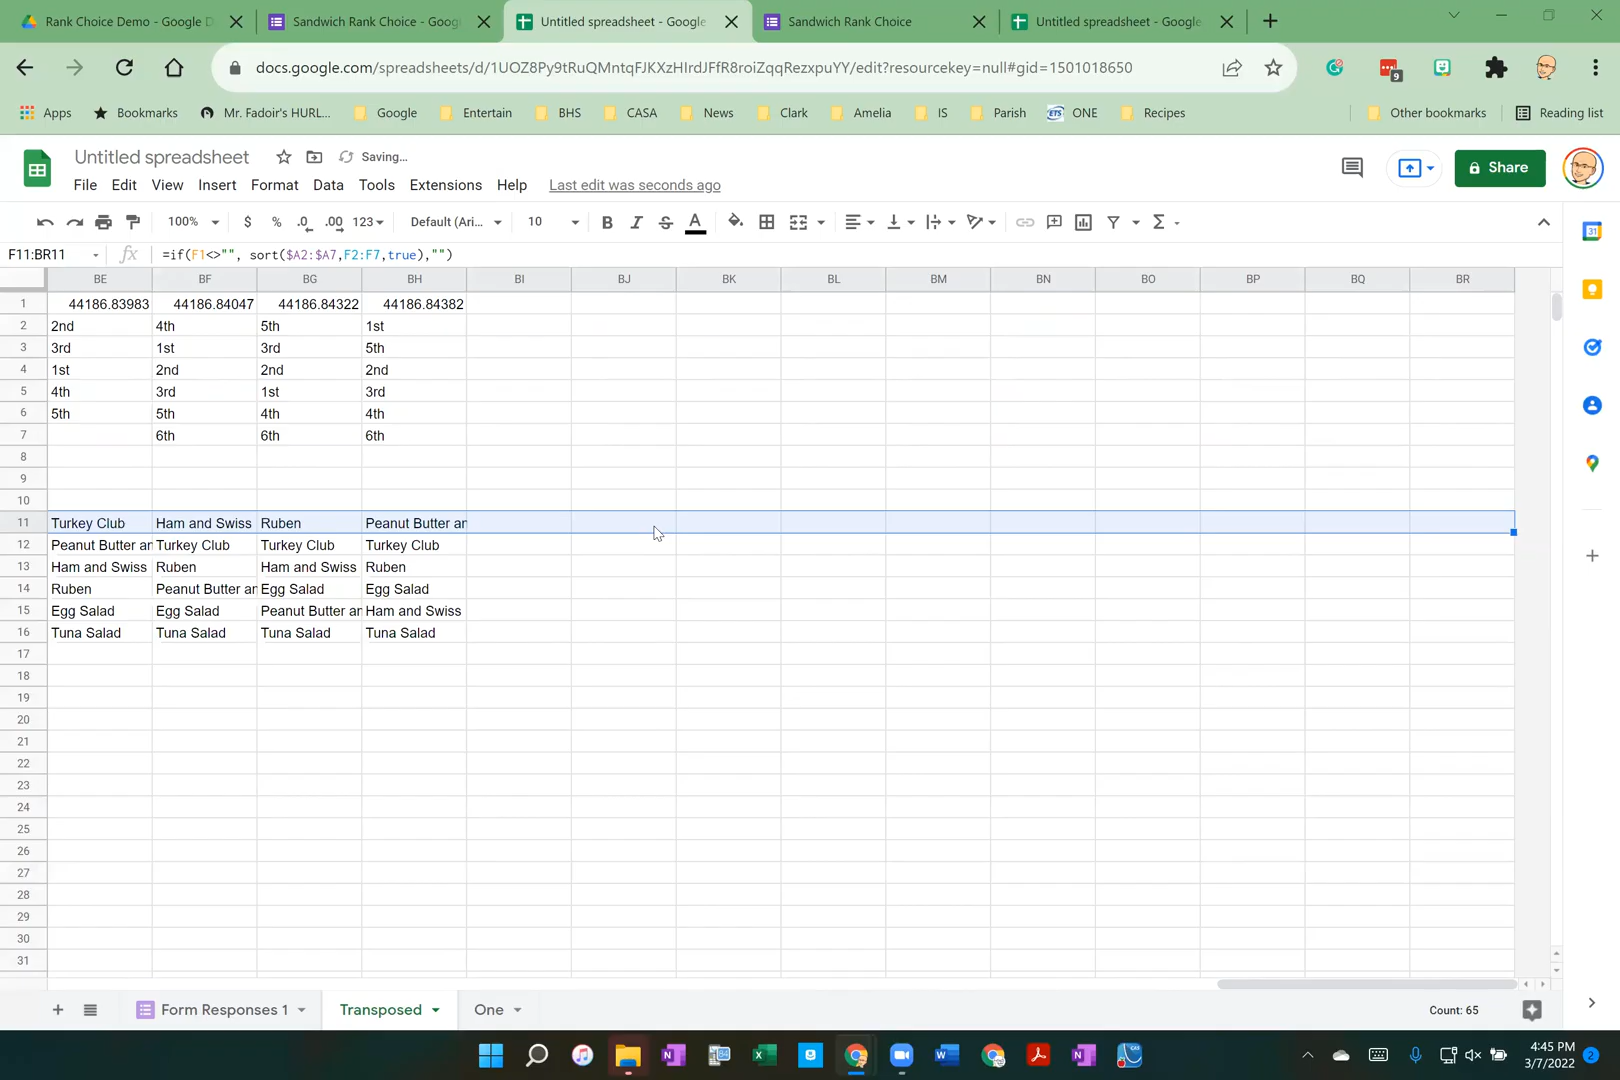 Rank Choice Demo - Google D
Sandwich Rank Choice - Goog
Untitled spreadsheet - Google
Sandwich Rank Choice
Untitled spreadsheet - Google
docs.google.com/spreadsheets/d/1UOZ8Py9tRuQMntqFJKXzHIrdJFfR8roiZqqRezxpuYY/edit?resourcekey=null#gid=1501018650
9
Apps Bookmarks Mr. Fadoir's HURL... Google Entertain BHS CASA News Clark Amelia IS Parish ETS ONE Recipes Other bookmarks Reading list
Untitled spreadsheet Saving...
Share
File Edit View Insert Format Data Tools Extensions Help Last edit was seconds ago
100% $ % .0 .00 123 Default (Ari... 10 B I S A Σ
31
F11:BR11 fx =if(F1<>"", sort($A2:$A7,F2:F7,true),"")
BE BF BG BH BI BJ BK BL BM BN BO BP BQ BR
1 44186.83983 44186.84047 44186.84322 44186.84382
2 2nd 4th 5th 1st
3 3rd 1st 3rd 5th
4 1st 2nd 2nd 2nd
5 4th 3rd 1st 3rd
6 5th 5th 4th 4th
7 6th 6th 6th
8
9
10
11 Turkey Club Ham and Swiss Ruben Peanut Butter an
12 Peanut Butter an Turkey Club Turkey Club Turkey Club
13 Ham and Swiss Ruben Ham and Swiss Ruben
14 Ruben Peanut Butter an Egg Salad Egg Salad
15 Egg Salad Egg Salad Peanut Butter an Ham and Swiss
16 Tuna Salad Tuna Salad Tuna Salad Tuna Salad
17
18
19
20
21
22
23
24
25
26
27
28
29
30
31
Form Responses 1 Transposed One Count: 65
4:45 PM
3/7/2022 2